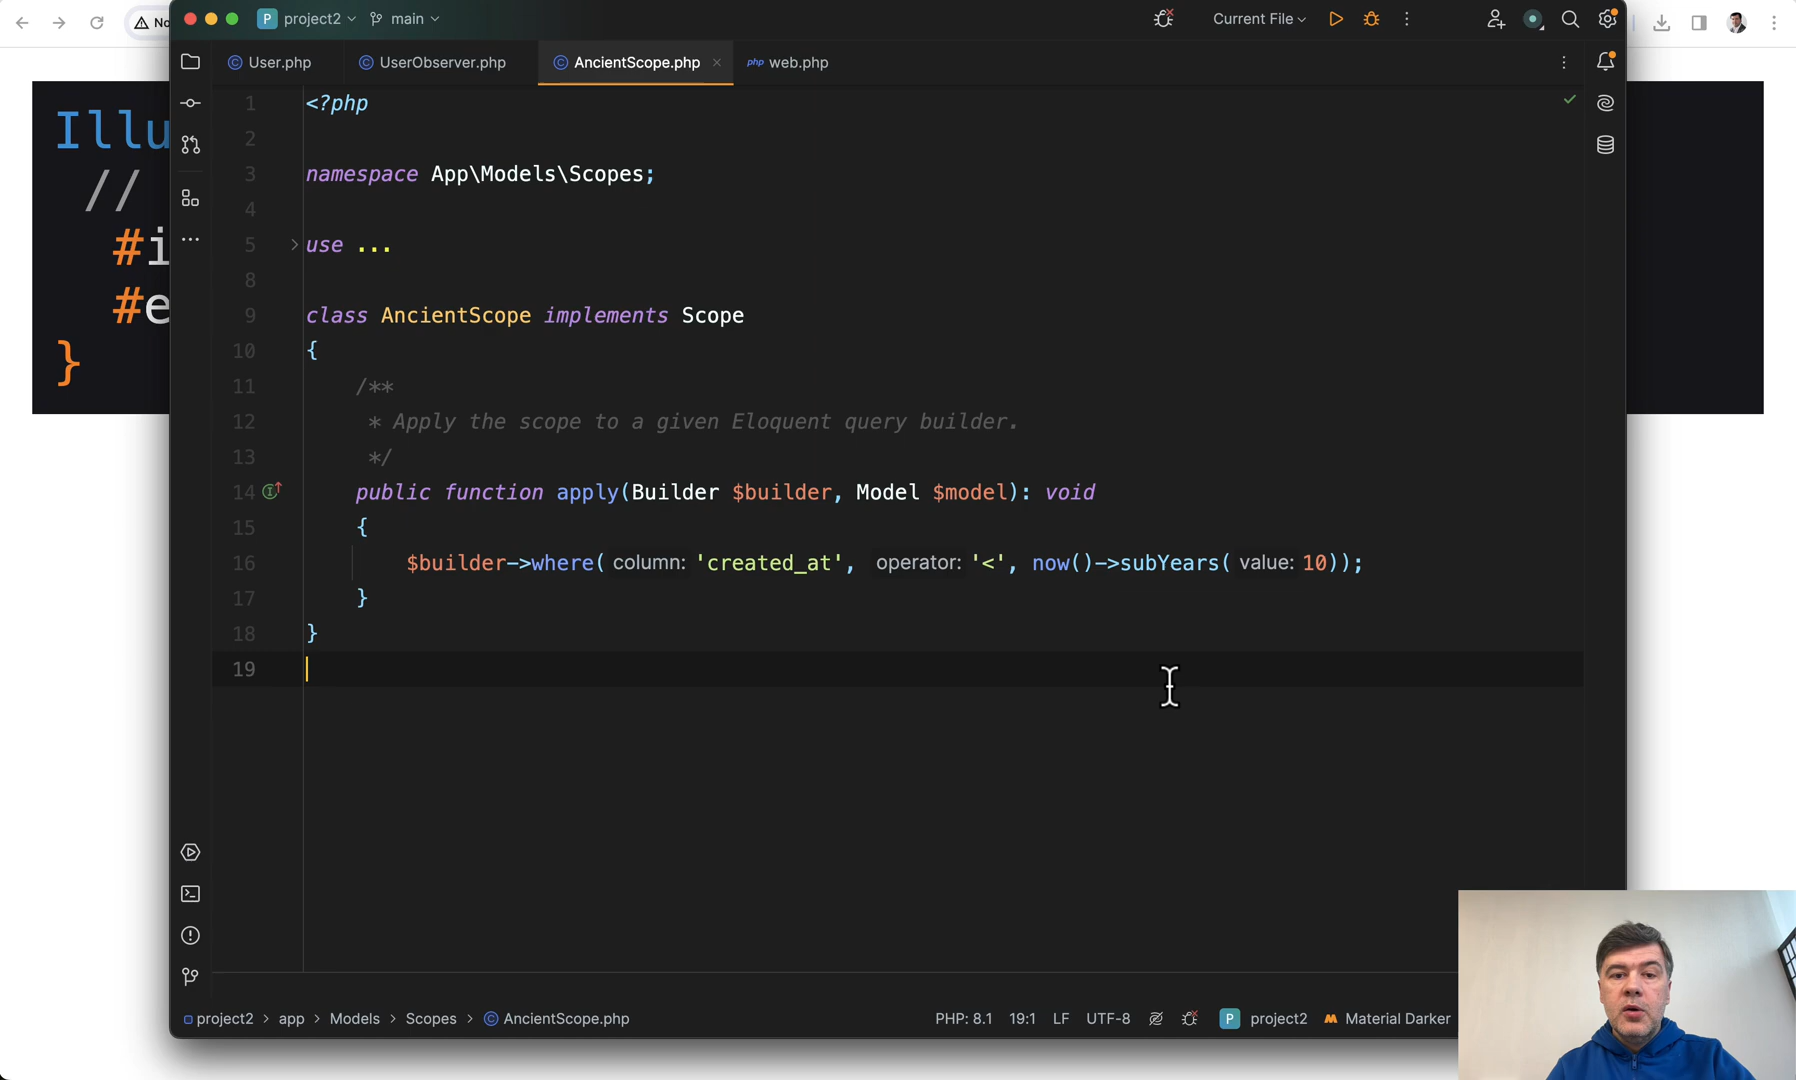 No
project2
main
Current File
User.php
UserObserver.php
AncientScope.php
php web.php
Illu
//
#i
#e
}
1 <?php
2
3 namespace App\Models\Scopes;
4
5 use ...
8
9 class AncientScope implements Scope
10 {
11 /**
12 * Apply the scope to a given Eloquent query builder.
13 */
14 public function apply(Builder $builder, Model $model): void
15 {
16 $builder->where( column: 'created_at', operator: '<', now()->subYears( value: 10));
17 }
18 }
19
project2 > app > Models > Scopes > AncientScope.php
PHP: 8.1 19:1 LF UTF-8 P project2 Material Darker